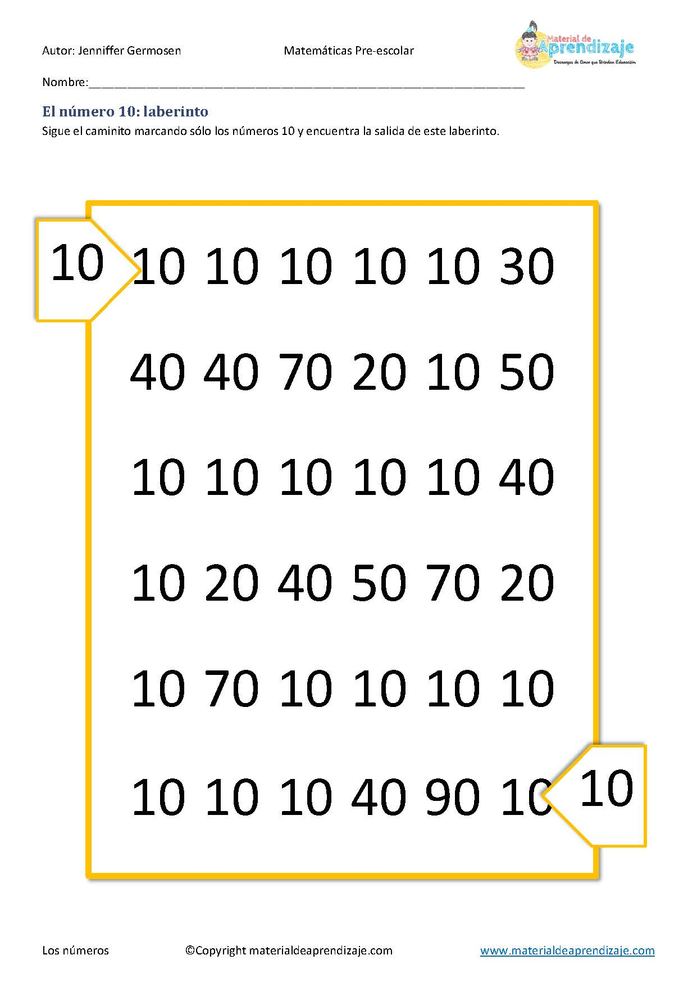 Autor: Jenniffer Germosen Matemáticas Pre-escolar
Material de
Aprendizaje
Descargas de Amor que Brindan Educación
Nombre:
El número 10: laberinto
Sigue el caminito marcando sólo los números 10 y encuentra la salida de este laberinto.
10 10 10 10 10 10 30
40 40 70 20 10 50
10 10 10 10 10 40
10 20 40 50 70 20
10 70 10 10 10 10
10 10 10 40 90 10 10
Los números ©Copyright materialdeaprendizaje.com www.materialdeaprendizaje.com